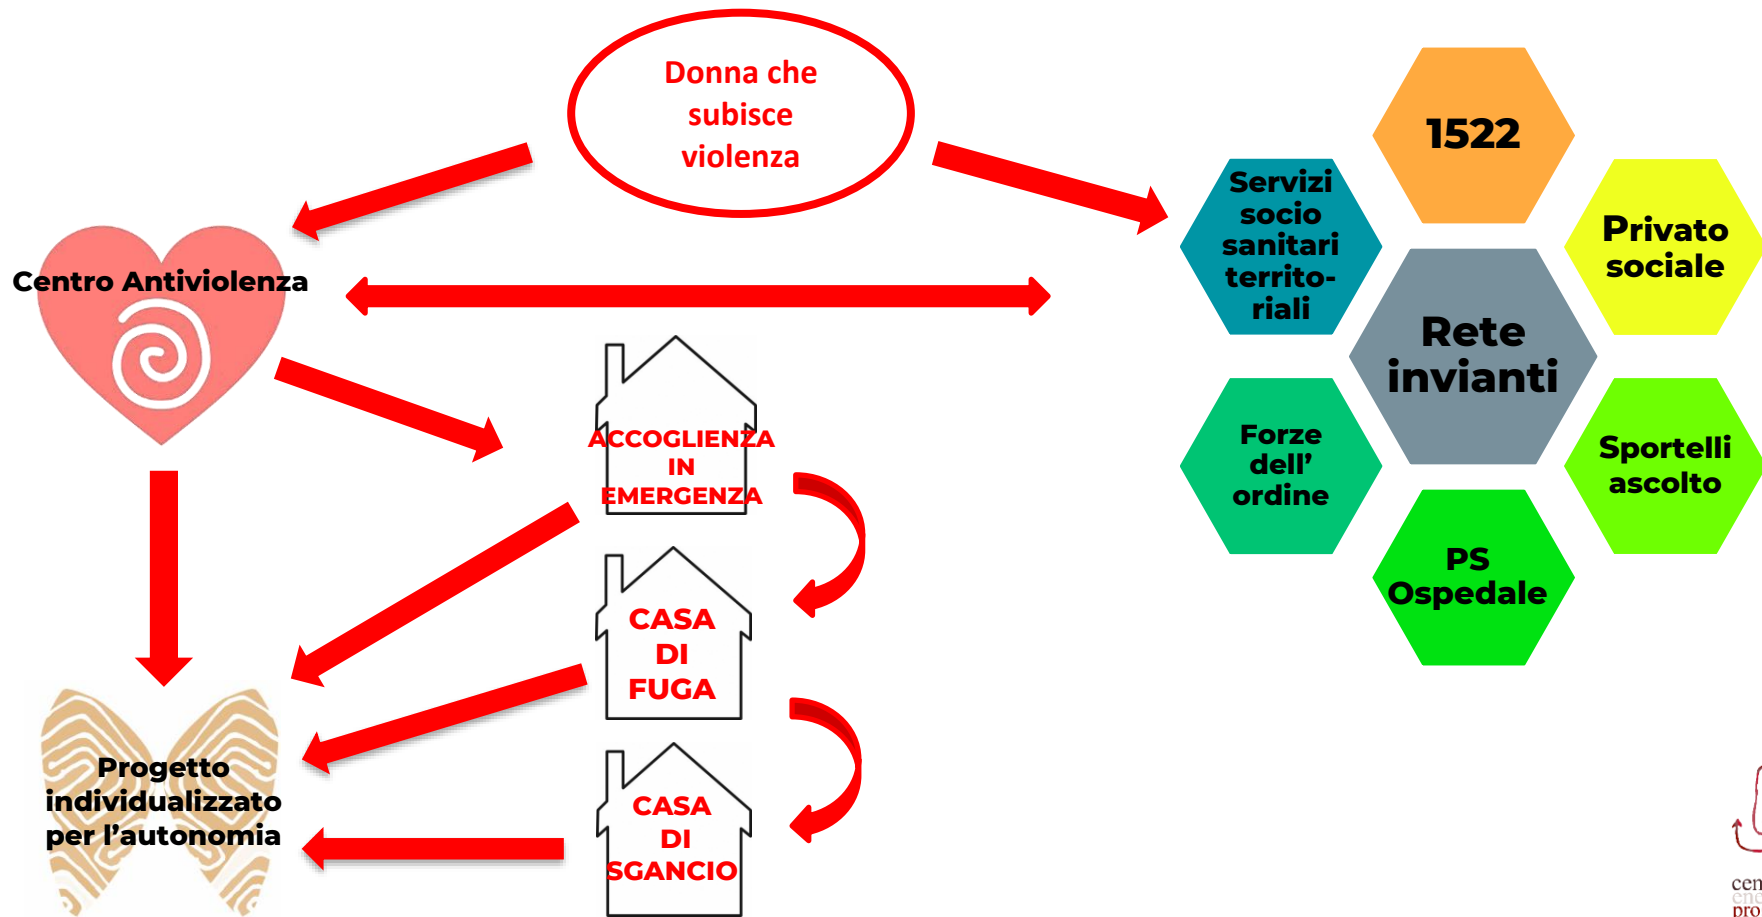 Donna che
subisce
violenza
1522
Servizi
socio
sanitari
territo-
riali
Privato
sociale
Centro Antiviolenza
Rete
invianti
ACCOGLIENZA
IN
EMERGENZA
Forze
dell’
ordine
Sportelli
ascolto
PS
Ospedale
CASA
DI
FUGA
Progetto
individualizzato
per l’autonomia
CASA
DI
SGANCIO